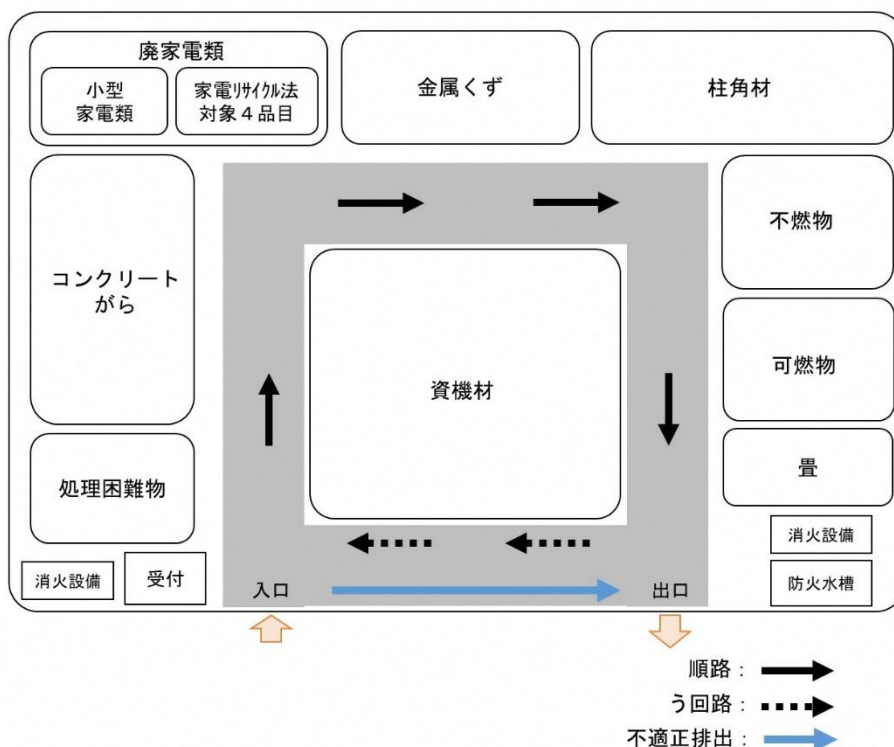 廃家電類
小型
家電類
家電ﾘｻｲｸﾙ法
対象４品目
金属くず
柱角材
コンクリート
がら
不燃物
資機材
可燃物
処理困難物
畳
消火設備
受付
入口
出口
消火設備
防火水槽
順路：
う回路：
不適正排出：